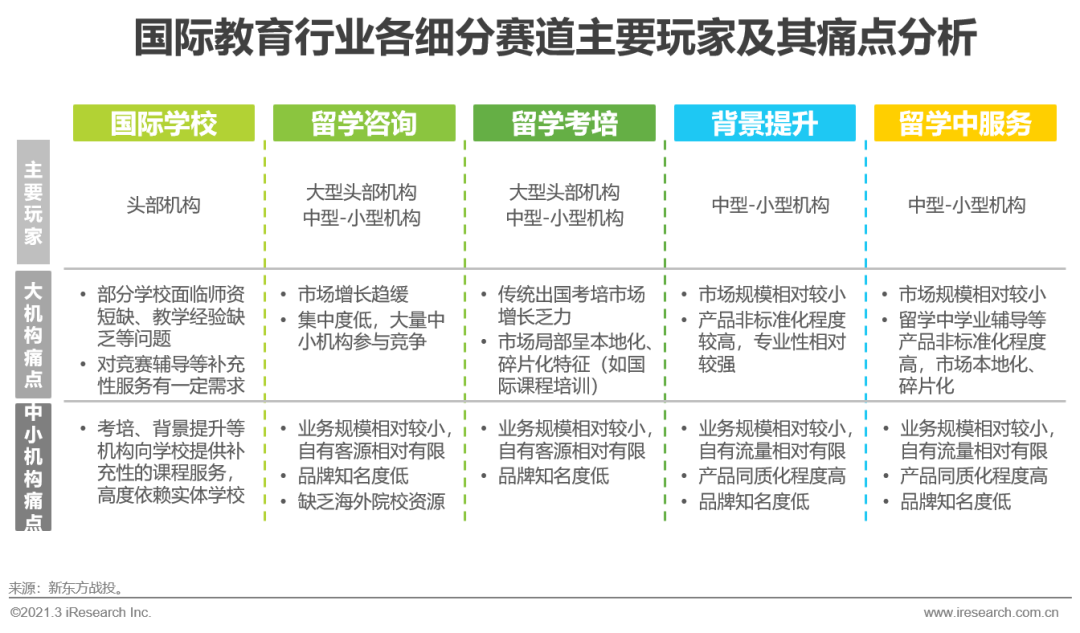 国际教育行业各细分赛道主要玩家及其痛点分析
国际学校
留学咨询
留学考培
背景提升
留学中服务
主要玩家
头部机构
大型头部机构
中型-小型机构
大型头部机构
中型-小型机构
中型-小型机构
中型-小型机构
大机构痛点
• 部分学校面临师资
短缺、教学经验缺
乏等问题
• 对竞赛辅导等补充
性服务有一定需求
• 市场增长趋缓
• 集中度低，大量中
小机构参与竞争
• 传统出国考培市场
增长乏力
• 市场局部呈本地化、
碎片化特征（如国
际课程培训）
• 市场规模相对较小
• 产品非标准化程度
较高，专业性相对
较强
• 市场规模相对较小
• 留学中学业辅导等
产品非标准化程度
高，市场本地化、
碎片化
中小机构痛点
• 考培、背景提升等
机构向学校提供补
充性的课程服务，
高度依赖实体学校
• 业务规模相对较小，
自有客源相对有限
• 品牌知名度低
• 缺乏海外院校资源
• 业务规模相对较小，
自有客源相对有限
• 品牌知名度低
• 业务规模相对较小，
自有流量相对有限
• 产品同质化程度高
• 品牌知名度低
• 业务规模相对较小，
自有流量相对有限
• 产品同质化程度高
• 品牌知名度低
来源：新东方战投。
©2021.3 iResearch Inc.
www.iresearch.com.cn